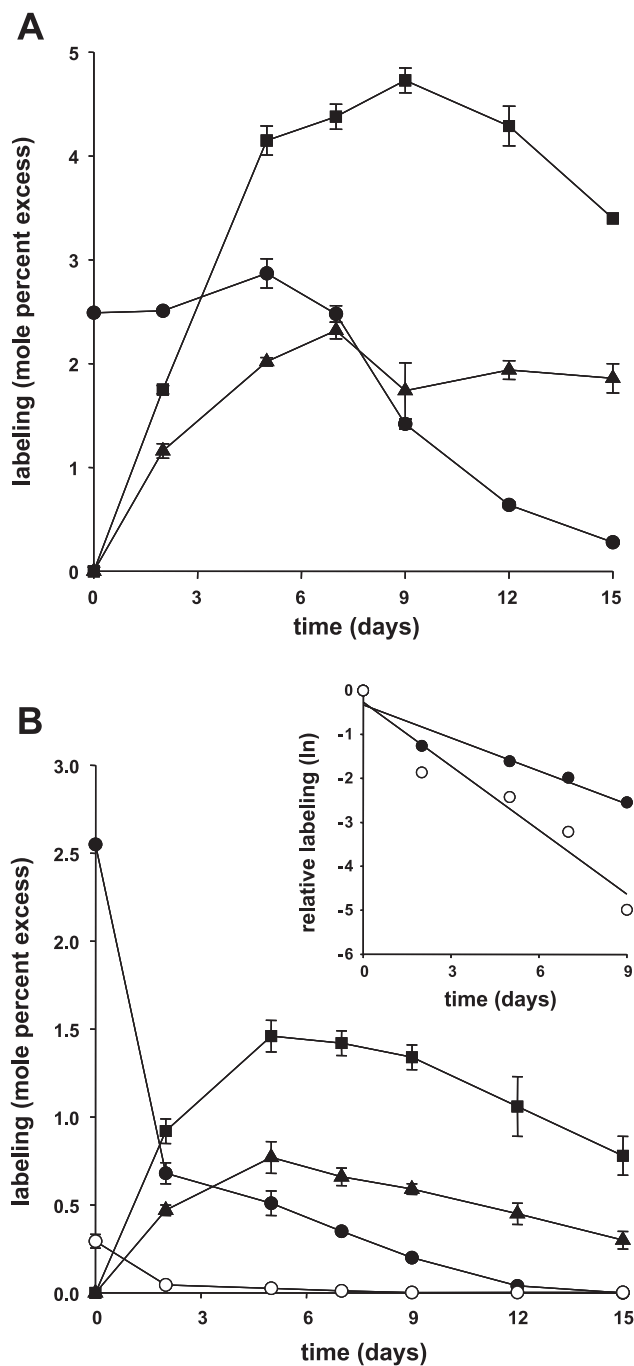 A
labeling (mole percent excess)
5
4
3
2
1
0
0 3 6 9 12 15
time (days)
B
labeling (mole percent excess)
3.0
2.5
2.0
1.5
1.0
0.5
0.0
0 3 6 9 12 15
time (days)
relative labeling (ln)
0
-1
-2
-3
-4
-5
-6
0 3 6 9
time (days)